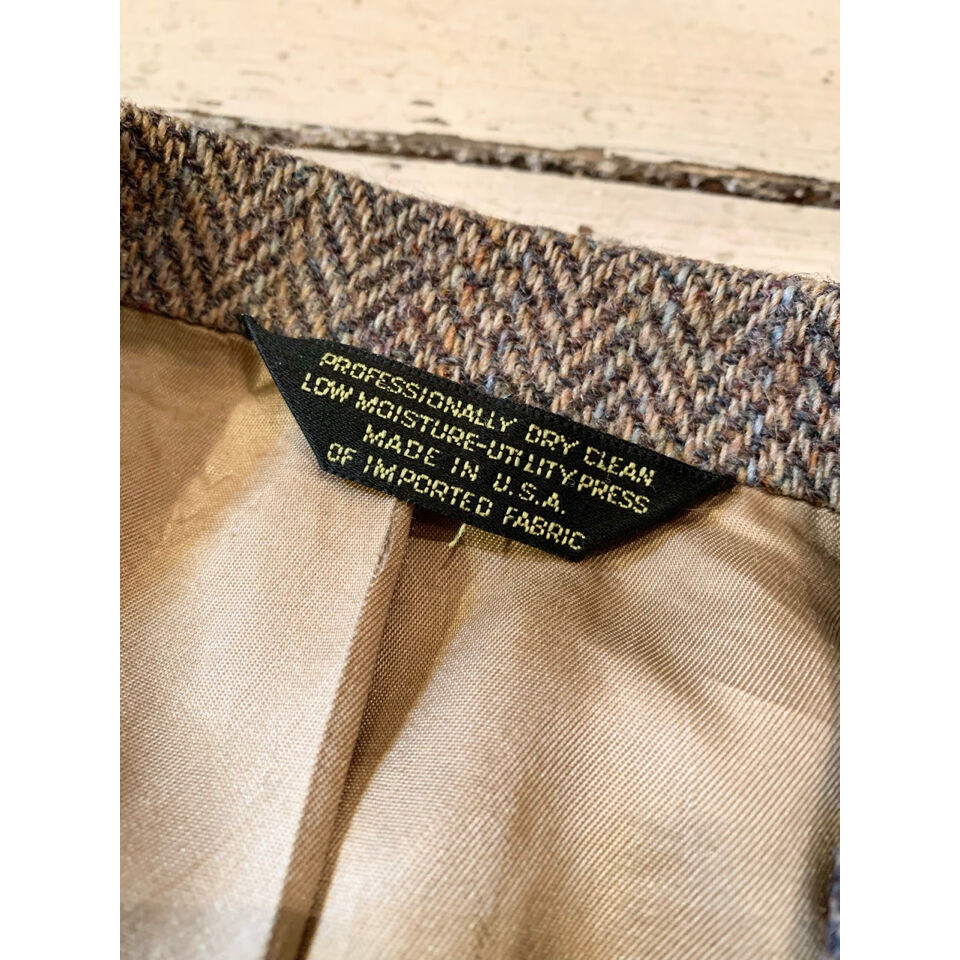 PROFESSIONALLY DRY CLEAN
LOW MOISTURE-UTILITY PRESS
MADE IN U.S.A.
OF IMPORTED FABRIC